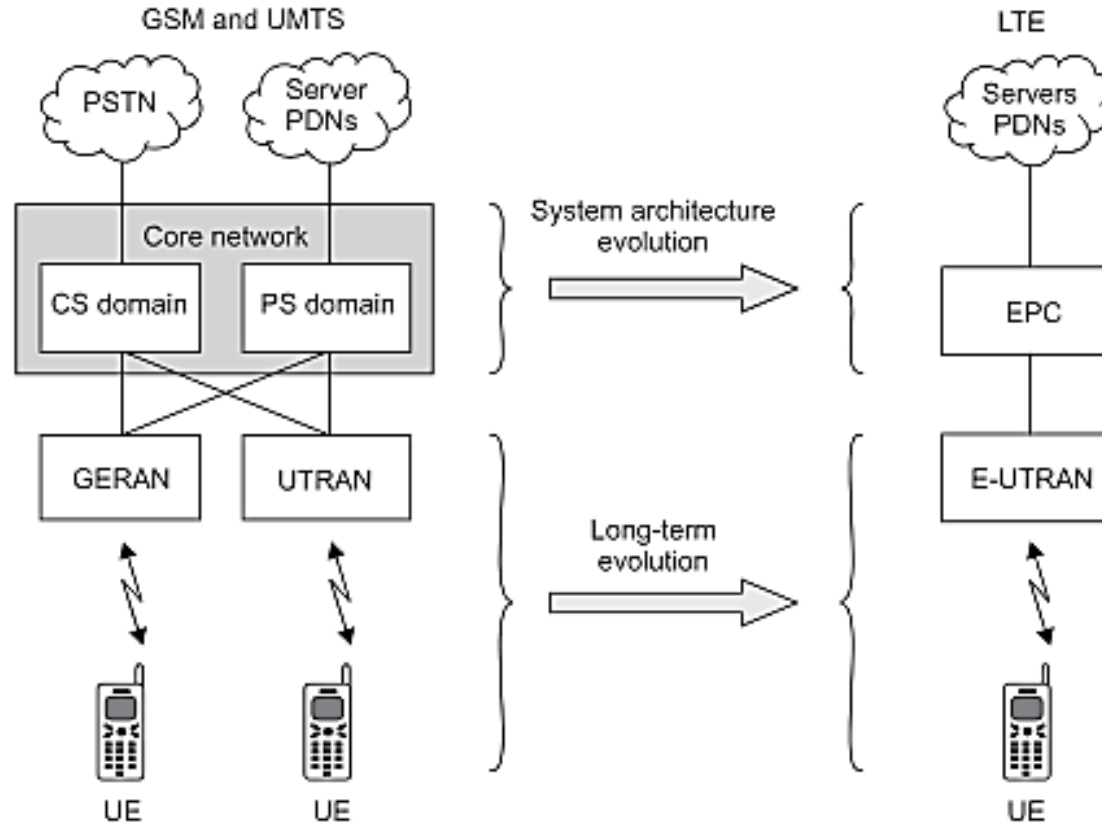 GSM and UMTS
LTE
PSTN
Server
PDNs
Servers
PDNs
System architecture
evolution
Core network
CS domain
PS domain
EPC
GERAN
UTRAN
E-UTRAN
Long-term
evolution
UE
UE
UE